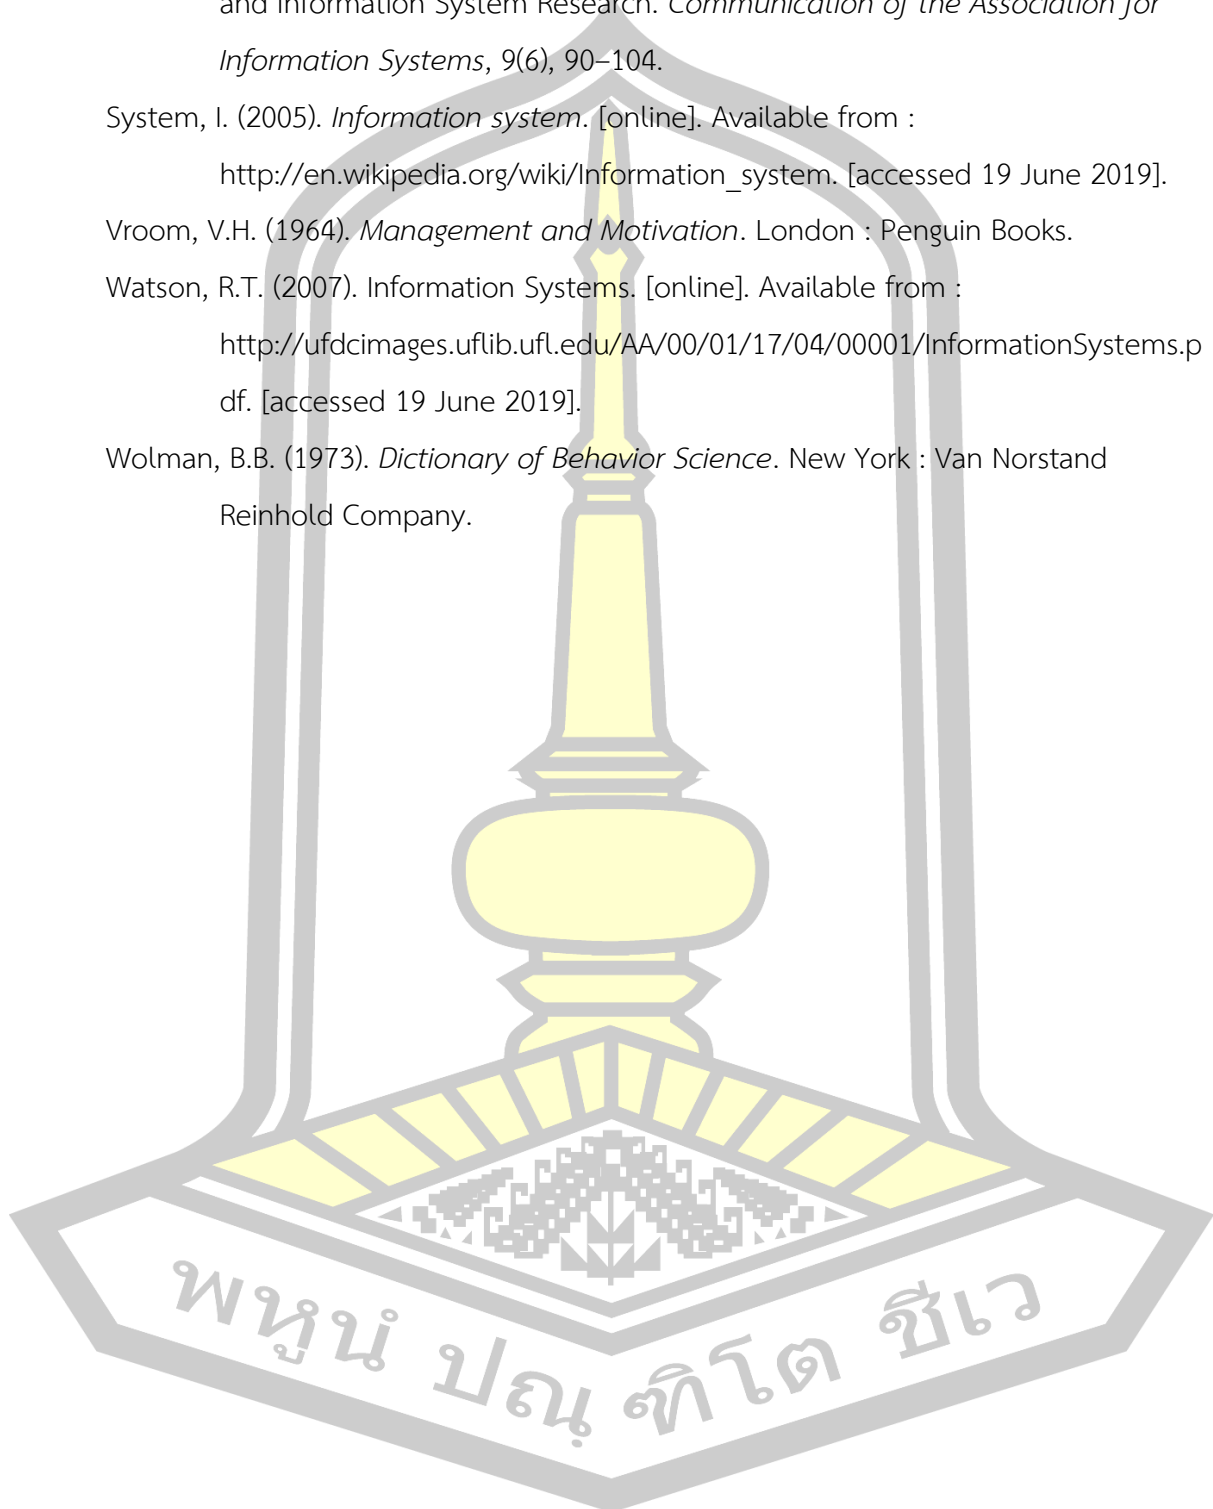 and Information System Research. Communication of the Association for
Information Systems, 9(6), 90–104.
System, I. (2005). Information system. [online]. Available from :
http://en.wikipedia.org/wiki/Information_system. [accessed 19 June 2019].
Vroom, V.H. (1964). Management and Motivation. London : Penguin Books.
Watson, R.T. (2007). Information Systems. [online]. Available from :
http://ufdcimages.uflib.ufl.edu/AA/00/01/17/04/00001/InformationSystems.p
df. [accessed 19 June 2019].
Wolman, B.B. (1973). Dictionary of Behavior Science. New York : Van Norstand
Reinhold Company.
พหูนํ ปณฺฑิโต ชีเว